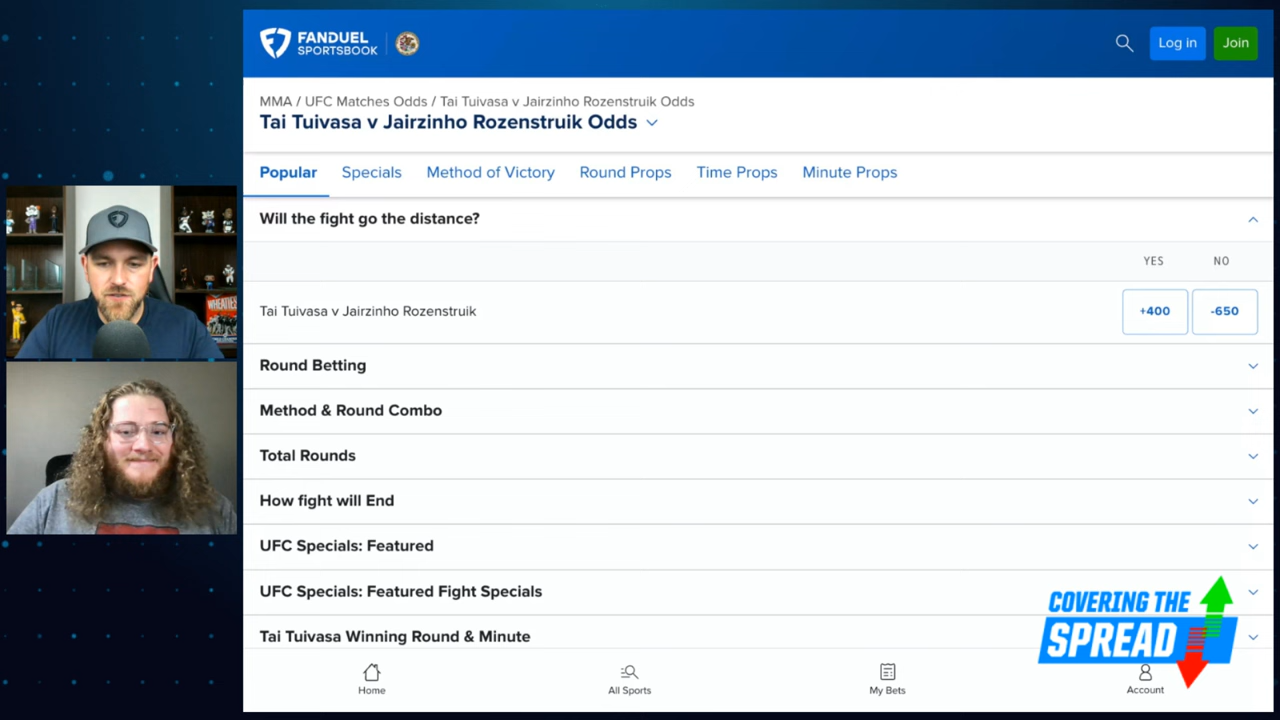 FANDUEL
SPORTSBOOK
Log in
Join
MMA / UFC Matches Odds / Tai Tuivasa v Jairzinho Rozenstruik Odds
Tai Tuivasa v Jairzinho Rozenstruik Odds
Popular Specials Method of Victory Round Props Time Props Minute Props
Will the fight go the distance?
YES NO
Tai Tuivasa v Jairzinho Rozenstruik +400 -650
Round Betting
Method & Round Combo
Total Rounds
How fight will End
UFC Specials: Featured
UFC Specials: Featured Fight Specials
Tai Tuivasa Winning Round & Minute
Home All Sports My Bets Account
COVERING THE
SPREAD
WHEATIES